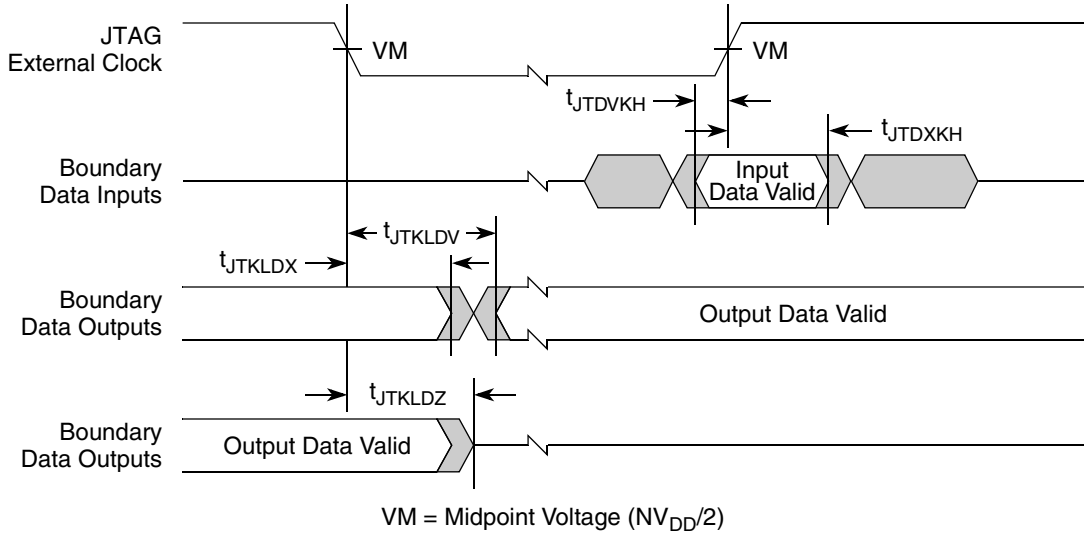 JTAG
External Clock
VM
VM
tJTDVKH
tJTDXKH
Boundary
Data Inputs
Input
Data Valid
tJTKLDV
tJTKLDX
Boundary
Data Outputs
Output Data Valid
tJTKLDZ
Boundary
Data Outputs
Output Data Valid
VM = Midpoint Voltage (NVDD/2)